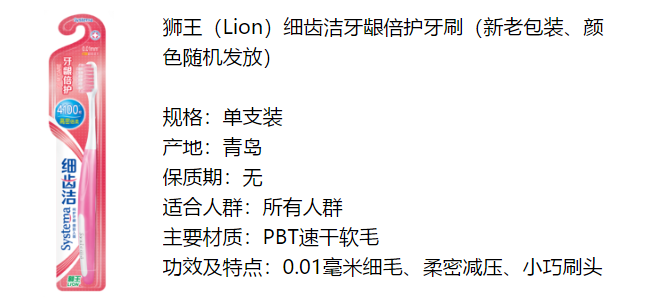 Systema
0.01mm
牙龈倍护
细齿洁
Systema
狮王
LION
狮王（Lion）细齿洁牙龈倍护牙刷（新老包装、颜
色随机发放）
规格：单支装
产地：青岛
保质期：无
适合人群：所有人群
主要材质：PBT速干软毛
功效及特点：0.01毫米细毛、柔密减压、小巧刷头